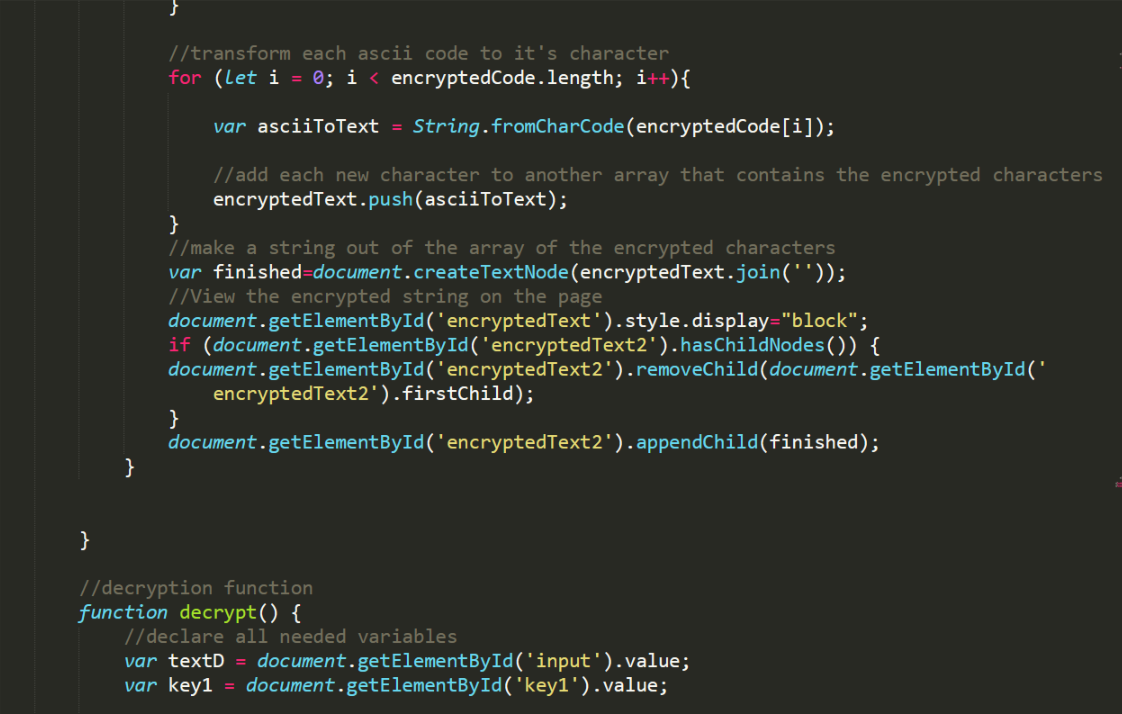 }
//transform each ascii code to it's character
for (let i = 0; i < encryptedCode.length; i++){
var asciiToText = String.fromCharCode(encryptedCode[i]);
//add each new character to another array that contains the encrypted characters
encryptedText.push(asciiToText);
}
//make a string out of the array of the encrypted characters
var finished=document.createTextNode(encryptedText.join(''));
//View the encrypted string on the page
document.getElementById('encryptedText').style.display="block";
if (document.getElementById('encryptedText2').hasChildNodes()) {
document.getElementById('encryptedText2').removeChild(document.getElementById('
encryptedText2').firstChild);
}
document.getElementById('encryptedText2').appendChild(finished);
}
}
//decryption function
function decrypt() {
//declare all needed variables
var textD = document.getElementById('input').value;
var key1 = document.getElementById('key1').value;